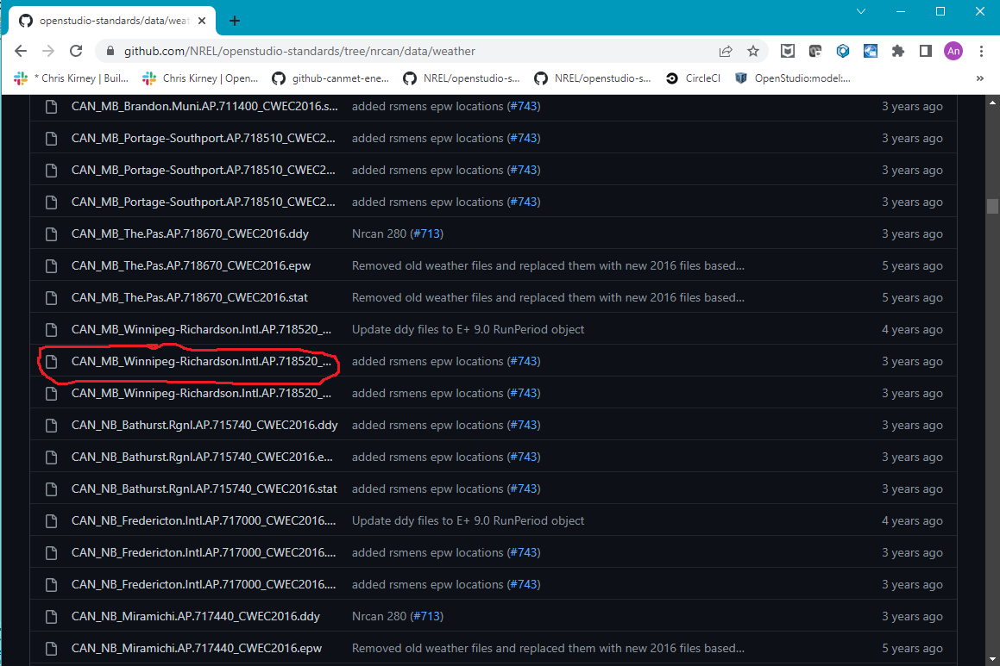 openstudio-standards/data/weat
github.com/NREL/openstudio-standards/tree/nrcan/data/weather
An
* Chris Kirney | Buil... Chris Kirney | Open... github-canmet-ene... NREL/openstudio-s... NREL/openstudio-s... CircleCI OpenStudio:model:... »
CAN_MB_Brandon.Muni.AP.711400_CWEC2016.s... added rsmens epw locations (#743) 3 years ago
CAN_MB_Portage-Southport.AP.718510_CWEC2... added rsmens epw locations (#743) 3 years ago
CAN_MB_Portage-Southport.AP.718510_CWEC2... added rsmens epw locations (#743) 3 years ago
CAN_MB_Portage-Southport.AP.718510_CWEC2... added rsmens epw locations (#743) 3 years ago
CAN_MB_The.Pas.AP.718670_CWEC2016.ddy Nrcan 280 (#713) 3 years ago
CAN_MB_The.Pas.AP.718670_CWEC2016.epw Removed old weather files and replaced them with new 2016 files based... 5 years ago
CAN_MB_The.Pas.AP.718670_CWEC2016.stat Removed old weather files and replaced them with new 2016 files based... 5 years ago
CAN_MB_Winnipeg-Richardson.Intl.AP.718520_... Update ddy files to E+ 9.0 RunPeriod object 4 years ago
CAN_MB_Winnipeg-Richardson.Intl.AP.718520_... added rsmens epw locations (#743) 3 years ago
CAN_MB_Winnipeg-Richardson.Intl.AP.718520_... added rsmens epw locations (#743) 3 years ago
CAN_NB_Bathurst.Rgnl.AP.715740_CWEC2016.ddy added rsmens epw locations (#743) 3 years ago
CAN_NB_Bathurst.Rgnl.AP.715740_CWEC2016.e... added rsmens epw locations (#743) 3 years ago
CAN_NB_Bathurst.Rgnl.AP.715740_CWEC2016.stat added rsmens epw locations (#743) 3 years ago
CAN_NB_Fredericton.Intl.AP.717000_CWEC2016.... Update ddy files to E+ 9.0 RunPeriod object 4 years ago
CAN_NB_Fredericton.Intl.AP.717000_CWEC2016.... added rsmens epw locations (#743) 3 years ago
CAN_NB_Fredericton.Intl.AP.717000_CWEC2016.... added rsmens epw locations (#743) 3 years ago
CAN_NB_Miramichi.AP.717440_CWEC2016.ddy Nrcan 280 (#713) 3 years ago
CAN_NB_Miramichi.AP.717440_CWEC2016.epw Removed old weather files and replaced them with new 2016 files based... 5 years ago